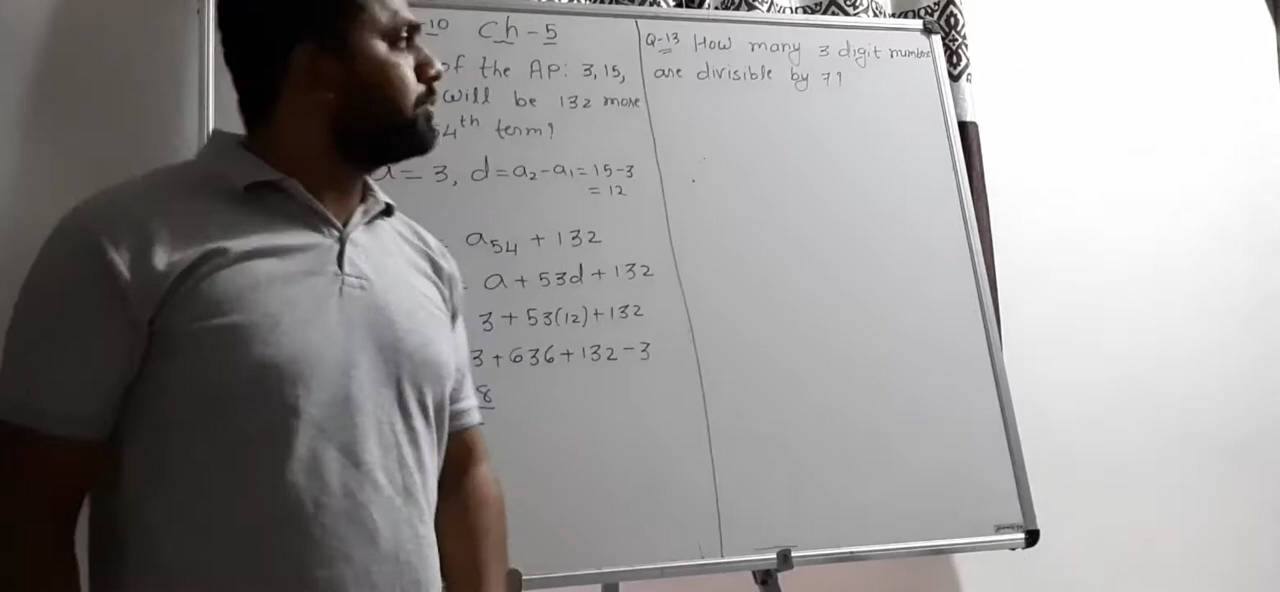 -10 Ch-5
of the AP: 3, 15,
will be 132 more
54th term?
a = 3, d = a2 - a1 = 15-3
= 12
a54 + 132
a + 53d + 132
3 + 53(12) + 132
3 + 636 + 132 - 3
8
Q-13 How many 3 digit numbers
are divisible by 7?